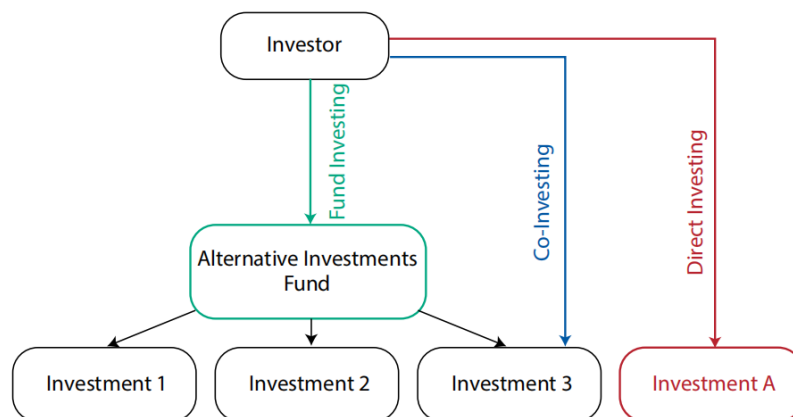 Investor
Fund Investing
Co-Investing
Direct Investing
Alternative Investments
Fund
Investment 1
Investment 2
Investment 3
Investment A